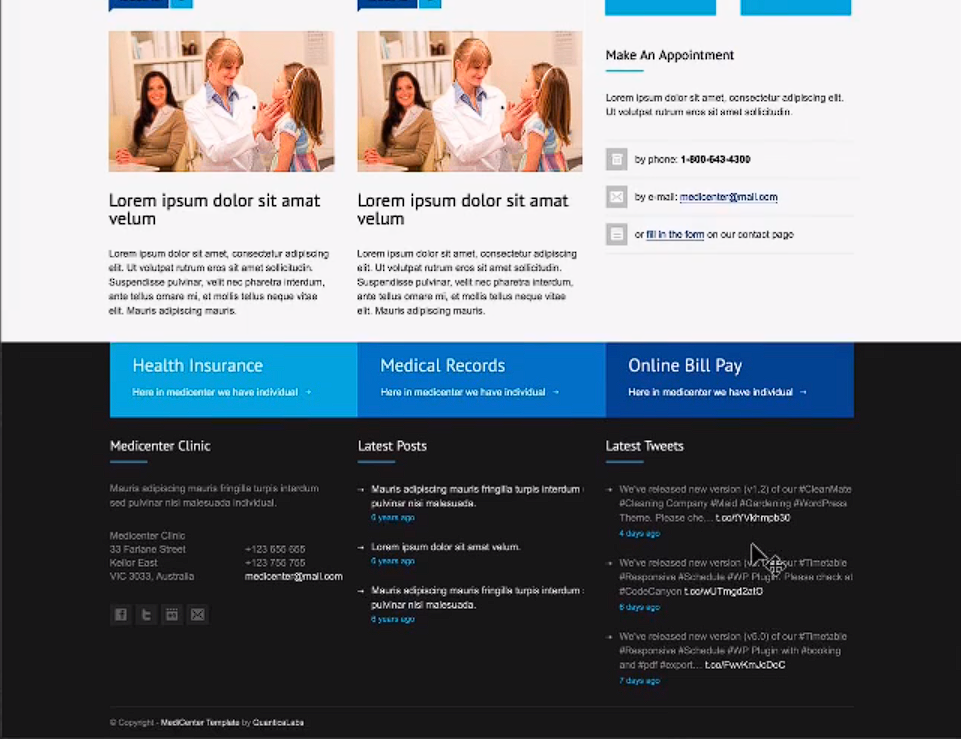 Make An Appointment
Lorem ipsum dolor sit amet, consectetur adipiscing elit.
Ut volutpat rutrum eros sit amet sollicitudin.
by phone: 1-800-643-4300
by e-mail: medicenter@mail.com
or fill in the form on our contact page
Lorem ipsum dolor sit amat
velum
Lorem ipsum dolor sit amet, consectetur adipiscing
elit. Ut volutpat rutrum eros sit amet sollicitudin.
Suspendisse pulvinar, velit nec pharetra interdum,
ante tellus ornare mi, et mollis tellus neque vitae
elit. Mauris adipiscing mauris.
Lorem ipsum dolor sit amat
velum
Lorem ipsum dolor sit amet, consectetur adipiscing
elit. Ut volutpat rutrum eros sit amet sollicitudin.
Suspendisse pulvinar, velit nec pharetra interdum,
ante tellus ornare mi, et mollis tellus neque vitae
elit. Mauris adipiscing mauris.
Health Insurance
Here in medicenter we have individual →
Medical Records
Here in medicenter we have individual →
Online Bill Pay
Here in medicenter we have individual →
Medicenter Clinic
Mauris adipiscing mauris fringilla turpis interdum
sed pulvinar nisi malesuada individual.
Medicenter Clinic
33 Farlane Street +123 656 655
Keilor East +123 755 755
VIC 3033, Australia medicenter@mail.com
Latest Posts
→ Mauris adipiscing mauris fringilla turpis interdum
pulvinar nisi malesuada.
6 years ago
→ Lorem ipsum dolor sit amat velum.
6 years ago
→ Mauris adipiscing mauris fringilla turpis interdum
pulvinar nisi malesuada.
6 years ago
Latest Tweets
→ We've released new version (v1.2) of our #CleanMate
#Cleaning Company #Maid #Gardening #WordPress
Theme. Please che…
4 days ago
→ We've released new version our #Timetable
#Responsive #Schedule #WP Plugin. Please check at
#CodeCanyon t.co/wUTmgd2atO
6 days ago
→ We've released new version (v6.0) of our #Timetable
#Responsive #Schedule #WP Plugin with #booking
and #pdf #export…
7 days ago
© Copyright - MediCenter Template by QuanticaLabs